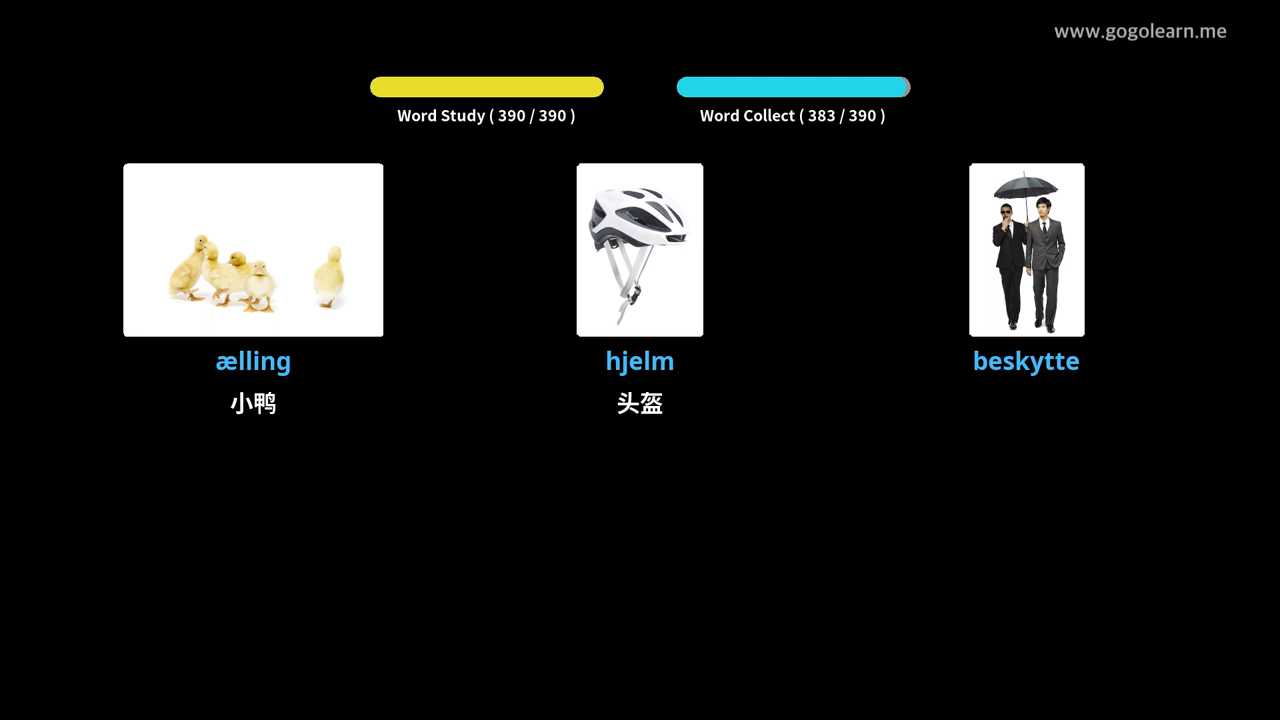 www.gogolearn.me
Word Study ( 390 / 390 )
Word Collect ( 383 / 390 )
ælling
hjelm
beskytte
小鸭
头盔